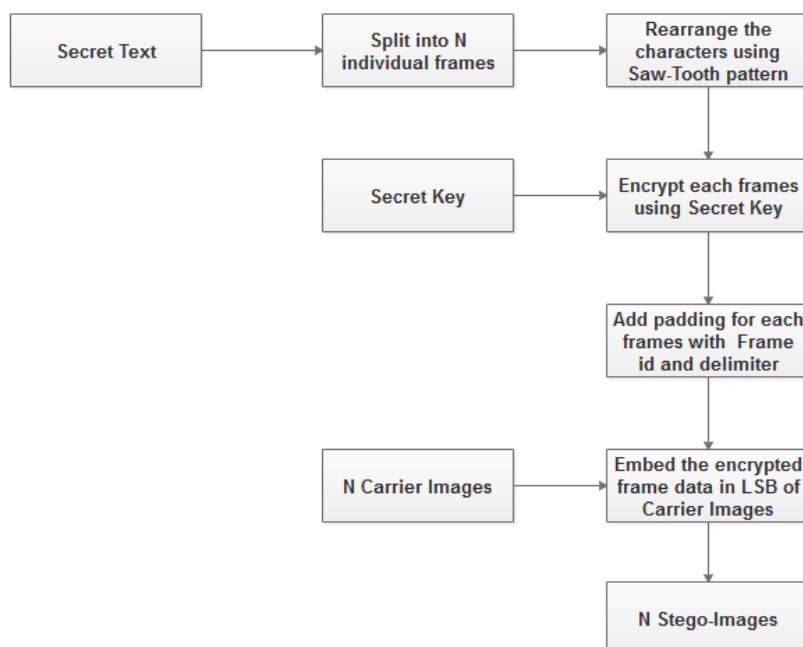 Secret Text
Split into N
individual frames
Rearrange the
characters using
Saw-Tooth pattern
Secret Key
Encrypt each frames
using Secret Key
Add padding for each
frames with Frame
id and delimiter
N Carrier Images
Embed the encrypted
frame data in LSB of
Carrier Images
N Stego-Images